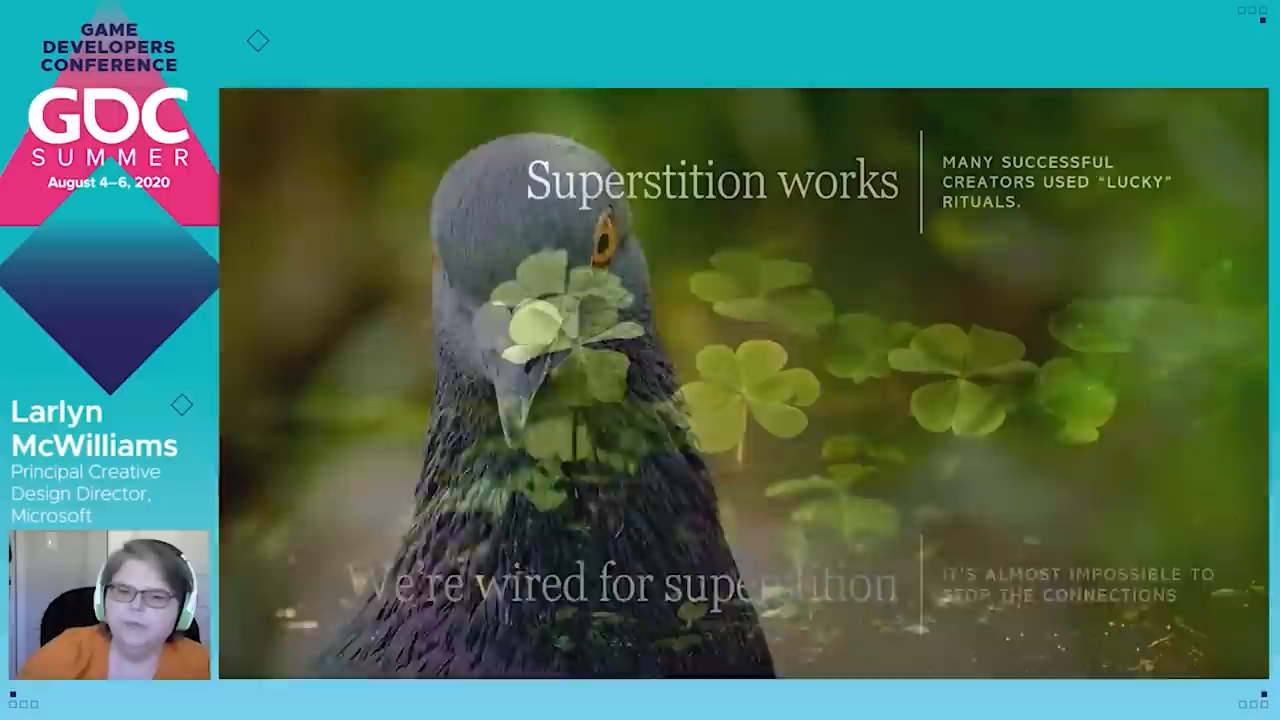 GAME
DEVELOPERS
CONFERENCE
GDC
SUMMER
August 4–6, 2020
Larlyn
McWilliams
Principal Creative
Design Director,
Microsoft
Superstition works
MANY SUCCESSFUL
CREATORS USED “LUCKY”
RITUALS.
We're wired for superstition
IT'S ALMOST IMPOSSIBLE TO
STOP THE CONNECTIONS